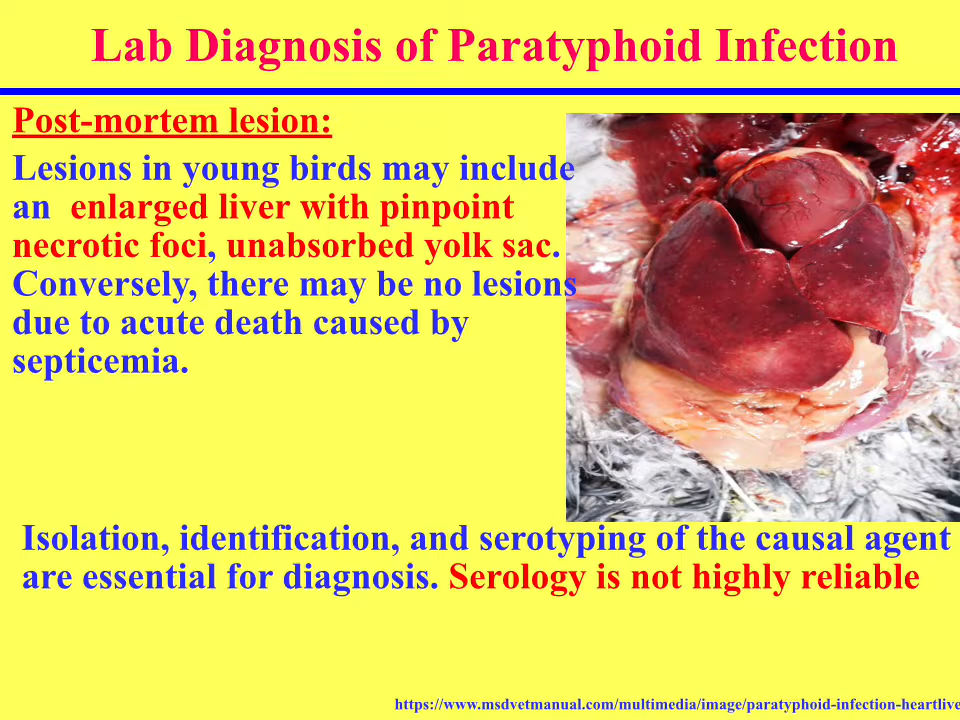 Lab Diagnosis of Paratyphoid Infection
Post-mortem lesion:
Lesions in young birds may include
an enlarged liver with pinpoint
necrotic foci, unabsorbed yolk sac.
Conversely, there may be no lesions
due to acute death caused by
septicemia.
Isolation, identification, and serotyping of the causal agent
are essential for diagnosis. Serology is not highly reliable
https://www.msdvetmanual.com/multimedia/image/paratyphoid-infection-heartlive